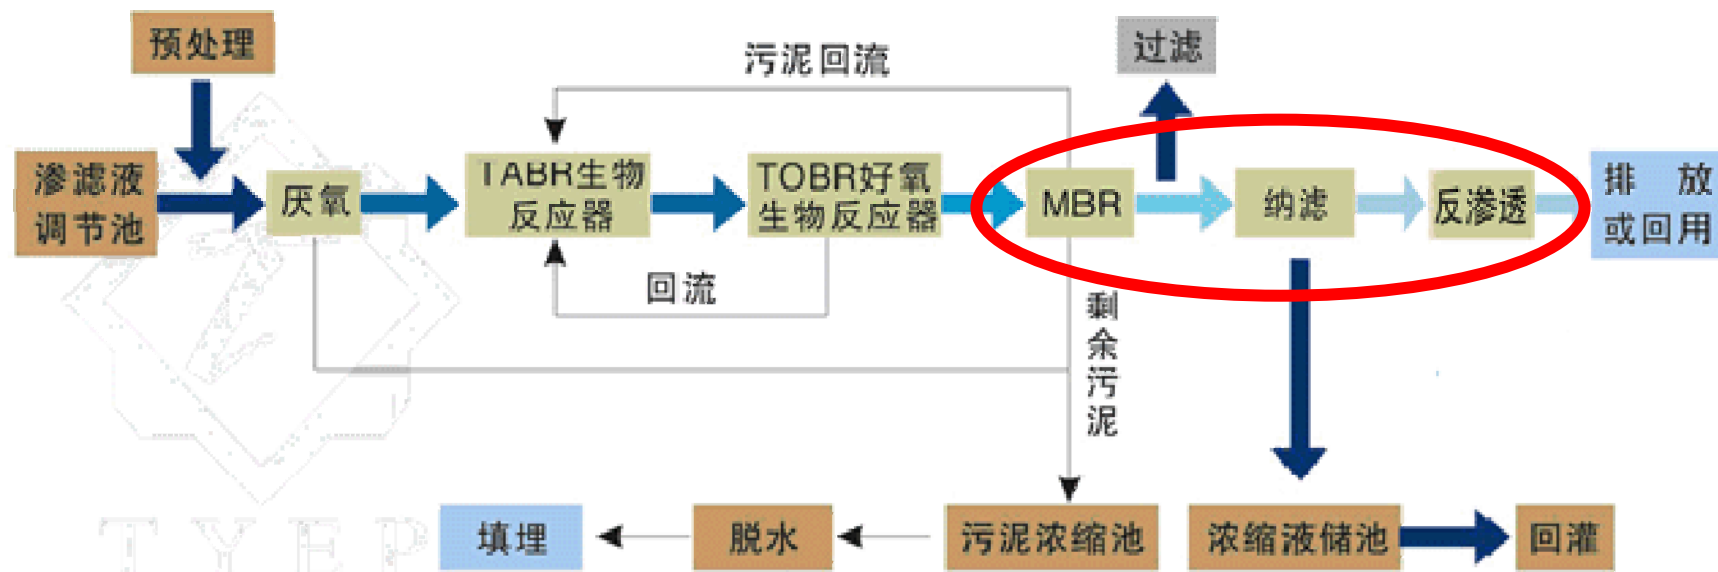 预处理
污泥回流
过滤
渗滤液
调节池
厌氧
TABR生物
反应器
TOBR好氧
生物反应器
MBR
纳滤
反渗透
排 放
或回用
回流
剩余污泥
填埋
脱水
污泥浓缩池
浓缩液储池
回灌
TYEP